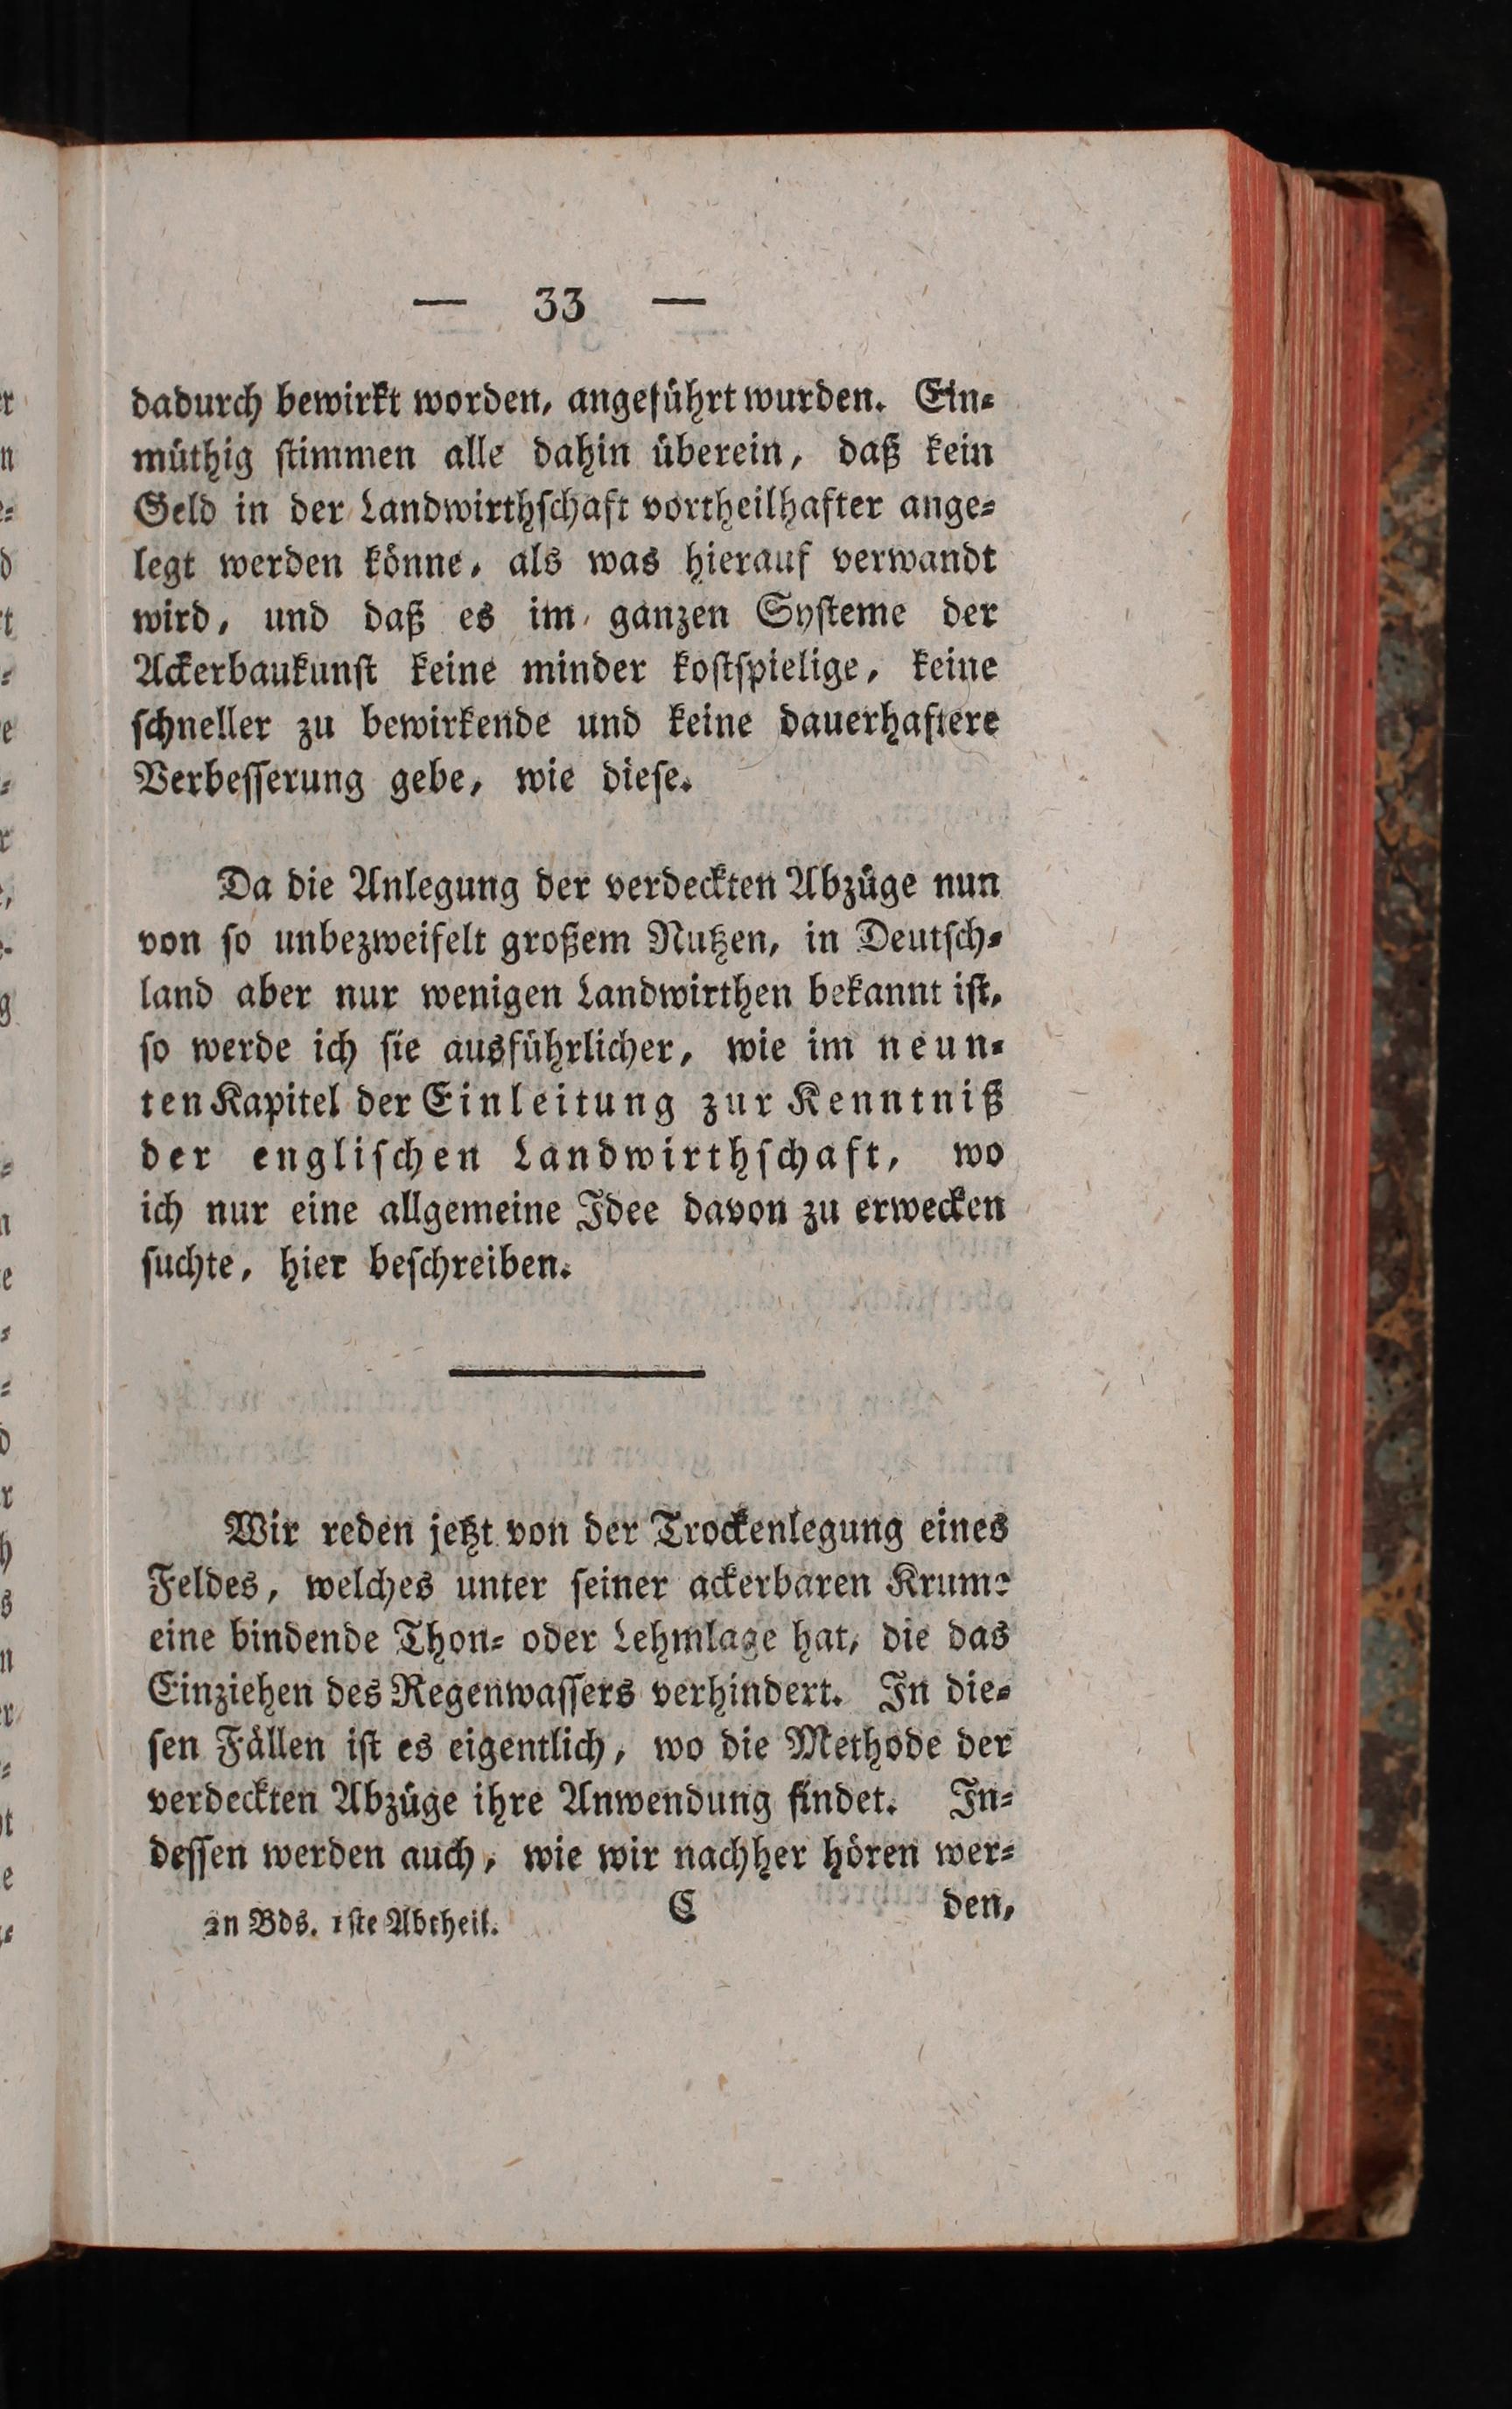 — 33 —
dadurch bewirkt worden, angeführt wurden. Ein-
müthig ſtimmen alle dahin überein, daß kein
Geld in der Landwirthſchaft vortheilhafter ange-
legt werden könne, als was hierauf verwandt
wird, und daß es im ganzen Syſteme der
Ackerbaukunſt keine minder koſtſpielige, keine
ſchneller zu bewirkende und keine dauerhaftere
Verbeſſerung gebe, wie dieſe.
Da die Anlegung der verdeckten Abzüge nun
von ſo unbezweifelt großem Nutzen, in Deutſch-
land aber nur wenigen Landwirthen bekannt iſt,
ſo werde ich ſie ausführlicher, wie im neun-
ten Kapitel der Einleitung zur Kenntniß
der engliſchen Landwirthſchaft, wo
ich nur eine allgemeine Idee davon zu erwecken
ſuchte, hier beſchreiben.
Wir reden jetzt von der Trockenlegung eines
Feldes, welches unter ſeiner ackerbaren Krume
eine bindende Thon- oder Lehmlage hat, die das
Einziehen des Regenwaſſers verhindert. In die-
ſen Fällen iſt es eigentlich, wo die Methode der
verdeckten Abzüge ihre Anwendung findet. In-
deſſen werden auch, wie wir nachher hören wer-
2n Bds. 1ſte Abtheil. C den,